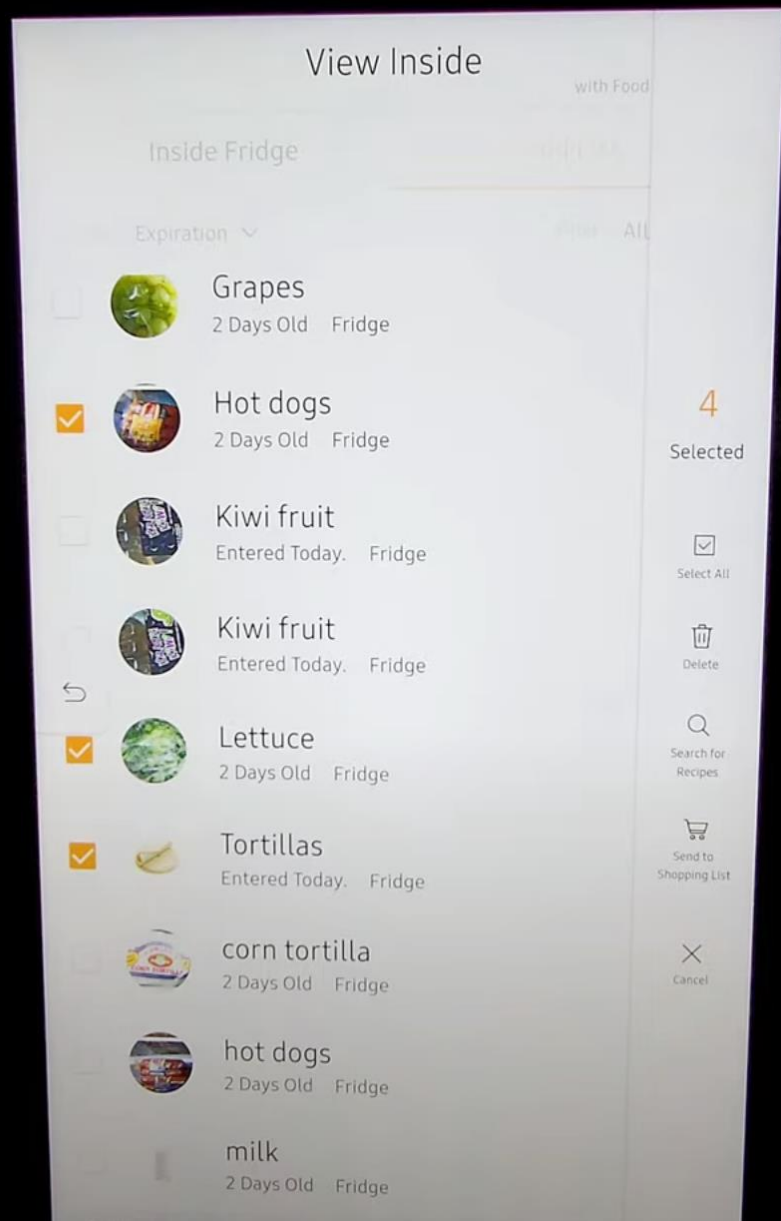 View Inside
with Food
Inside Fridge
Expiration
All
Grapes
2 Days Old Fridge
Hot dogs
2 Days Old Fridge
Kiwi fruit
Entered Today. Fridge
Kiwi fruit
Entered Today. Fridge
Lettuce
2 Days Old Fridge
Tortillas
Entered Today. Fridge
corn tortilla
2 Days Old Fridge
hot dogs
2 Days Old Fridge
milk
2 Days Old Fridge
4
Selected
Select All
Delete
Search for
Recipes
Send to
Shopping List
Cancel